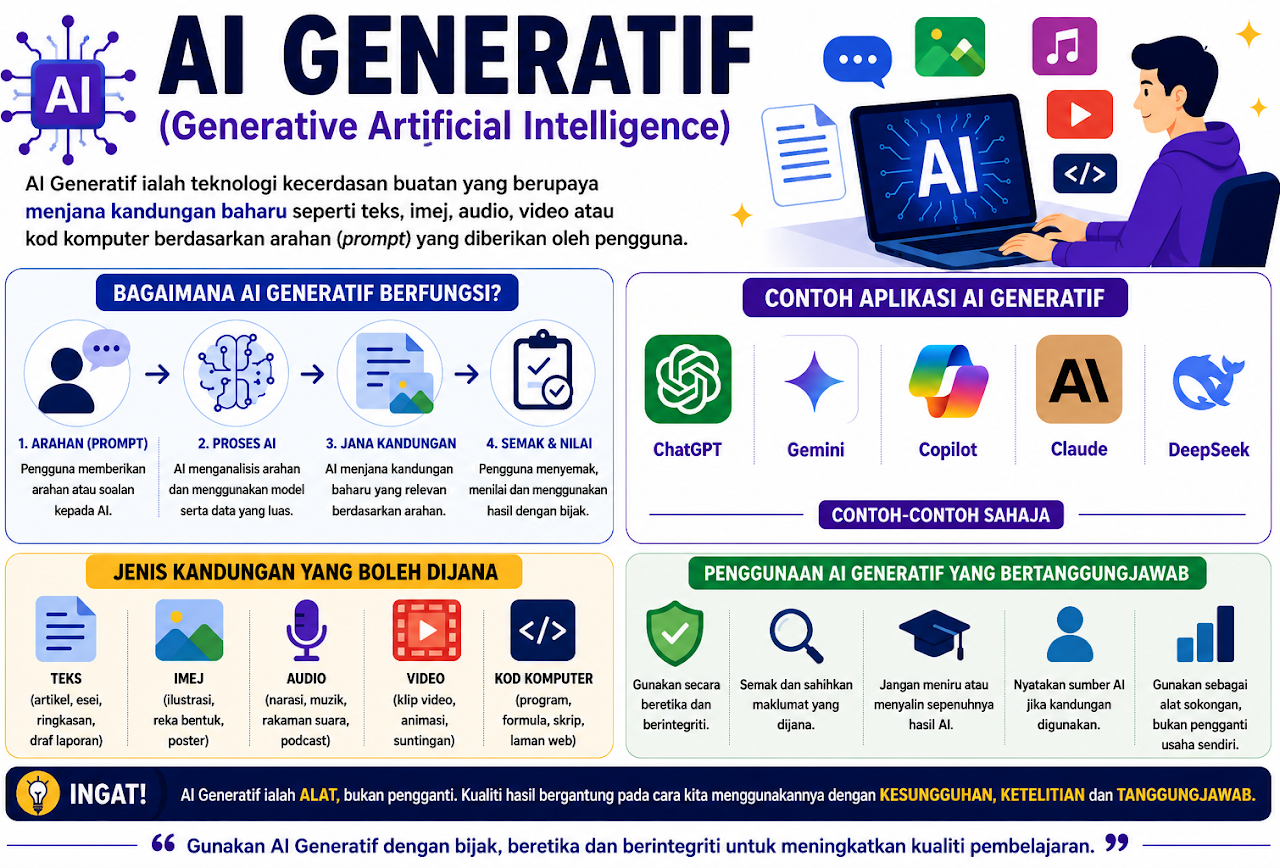 AI
AI GENERATIF
(Generative Artificial Intelligence)
AI Generatif ialah teknologi kecerdasan buatan yang berupaya
menjana kandungan baharu seperti teks, imej, audio, video atau
kod komputer berdasarkan arahan (prompt) yang diberikan oleh pengguna.
AI
</>
BAGAIMANA AI GENERATIF BERFUNGSI?
1. ARAHAN (PROMPT)
Pengguna memberikan
arahan atau soalan
kepada AI.
2. PROSES AI
AI menganalisis arahan
dan menggunakan model
serta data yang luas.
3. JANA KANDUNGAN
AI menjana kandungan
baharu yang relevan
berdasarkan arahan.
4. SEMAK & NILAI
Pengguna menyemak,
menilai dan menggunakan
hasil dengan bijak.
CONTOH APLIKASI AI GENERATIF
ChatGPT
Gemini
Copilot
AI
Claude
DeepSeek
CONTOH-CONTOH SAHAJA
JENIS KANDUNGAN YANG BOLEH DIJANA
TEKS
(artikel, esei,
ringkasan,
draf laporan)
IMEJ
(ilustrasi,
reka bentuk,
poster)
AUDIO
(narasi, muzik,
rakaman suara,
podcast)
VIDEO
(klip video,
animasi,
suntingan)
</>
KOD KOMPUTER
(program,
formula, skrip,
laman web)
PENGGUNAAN AI GENERATIF YANG BERTANGGUNGJAWAB
Gunakan secara
beretika dan
berintegriti.
Semak dan sahihkan
maklumat yang
dijana.
Jangan meniru atau
menyalin sepenuhnya
hasil AI.
Nyatakan sumber AI
jika kandungan
digunakan.
Gunakan sebagai
alat sokongan,
bukan pengganti
usaha sendiri.
INGAT!
AI Generatif ialah ALAT, bukan pengganti. Kualiti hasil bergantung pada cara kita menggunakannya dengan KESUNGGUHAN, KETELITIAN dan TANGGUNGJAWAB.
“ Gunakan AI Generatif dengan bijak, beretika dan berintegriti untuk meningkatkan kualiti pembelajaran. ”